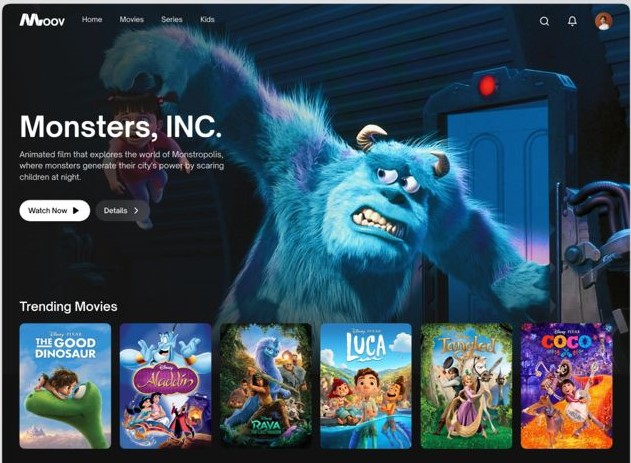 Moov
Home
Movies
Series
Kids
Monsters, INC.
Animated film that explores the world of Monstropolis,
where monsters generate their city's power by scaring
children at night.
Watch Now
Details
Trending Movies
Disney PIXAR
THE GOOD
DINOSAUR
Disney
Aladdin
Disney
RAYA
THE LAST DRAGON
Disney PIXAR
LUCA
Disney
Tangled
Disney PIXAR
COCO